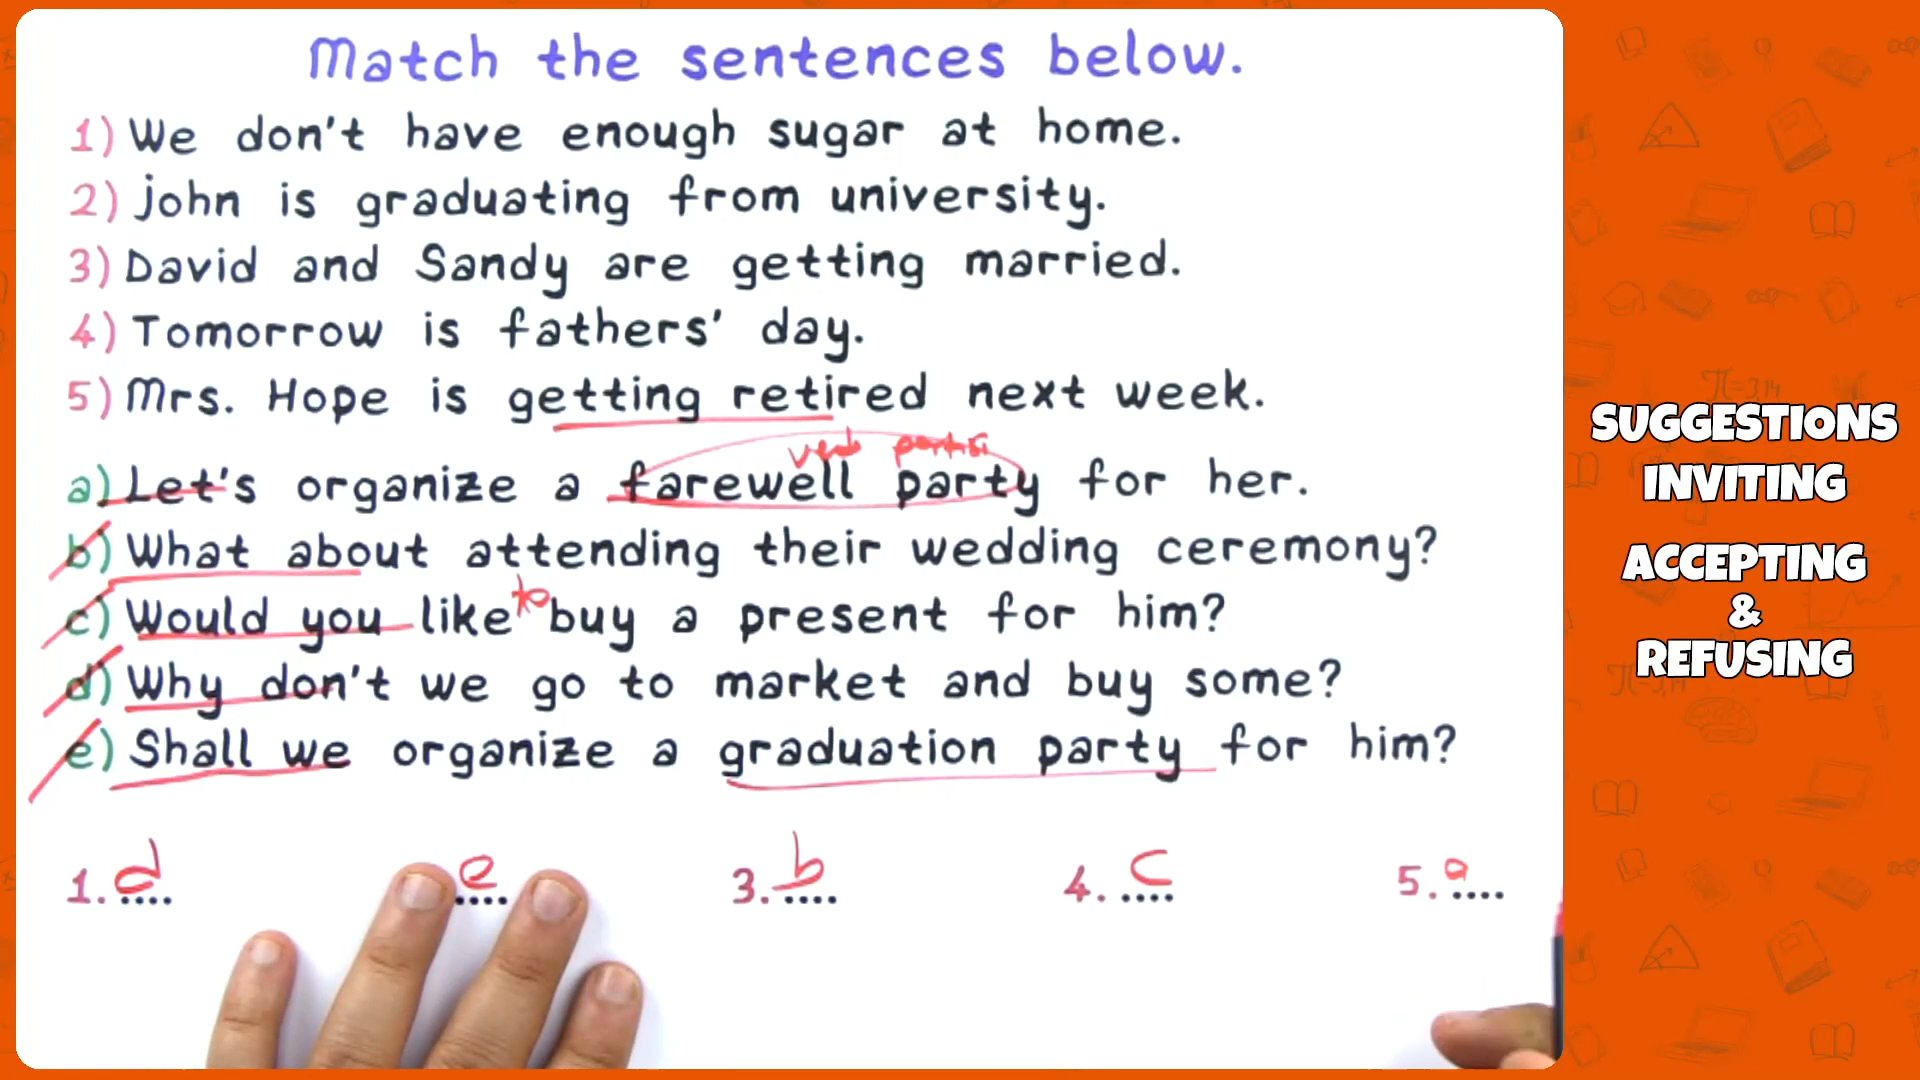 Match the sentences below.
1) We don't have enough sugar at home.
2) John is graduating from university.
3) David and Sandy are getting married.
4) Tomorrow is fathers' day.
5) Mrs. Hope is getting retired next week.
a) Let's organize a farewell party for her.
b) What about attending their wedding ceremony?
to
c) Would you like buy a present for him?
d) Why don't we go to market and buy some?
e) Shall we organize a graduation party for him?
1. d .... e .... 3. b .... 4. c .... 5. a ....
SUGGESTIONS
INVITING
ACCEPTING
&
REFUSING